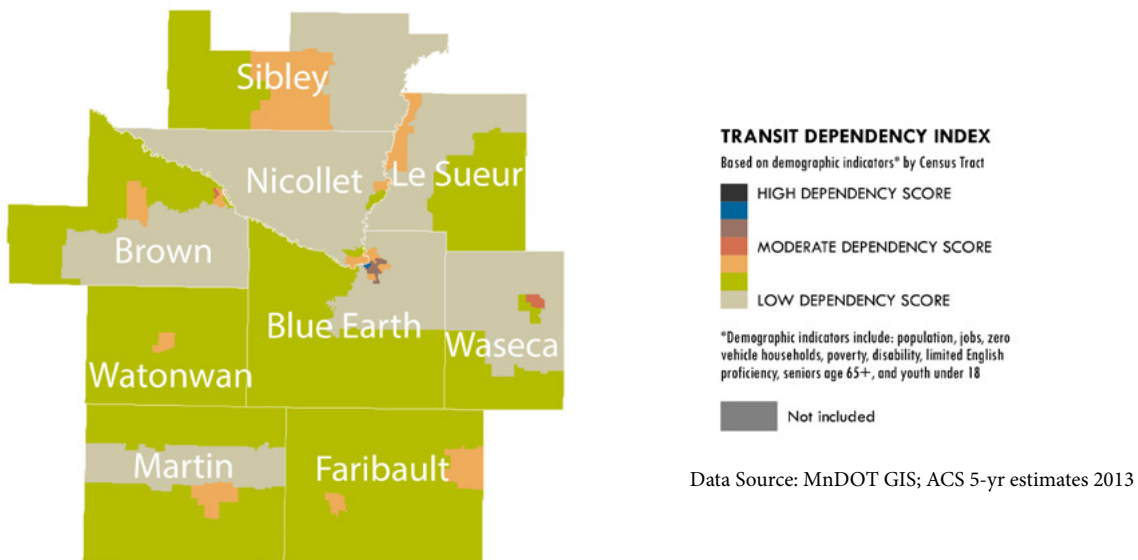 Sibley
Nicollet
Le Sueur
Brown
Blue Earth
Waseca
Watonwan
Martin
Faribault
TRANSIT DEPENDENCY INDEX
Based on demographic indicators* by Census Tract
HIGH DEPENDENCY SCORE
MODERATE DEPENDENCY SCORE
LOW DEPENDENCY SCORE
*Demographic indicators include: population, jobs, zero
vehicle households, poverty, disability, limited English
proficiency, seniors age 65+, and youth under 18
Not included
Data Source: MnDOT GIS; ACS 5-yr estimates 2013